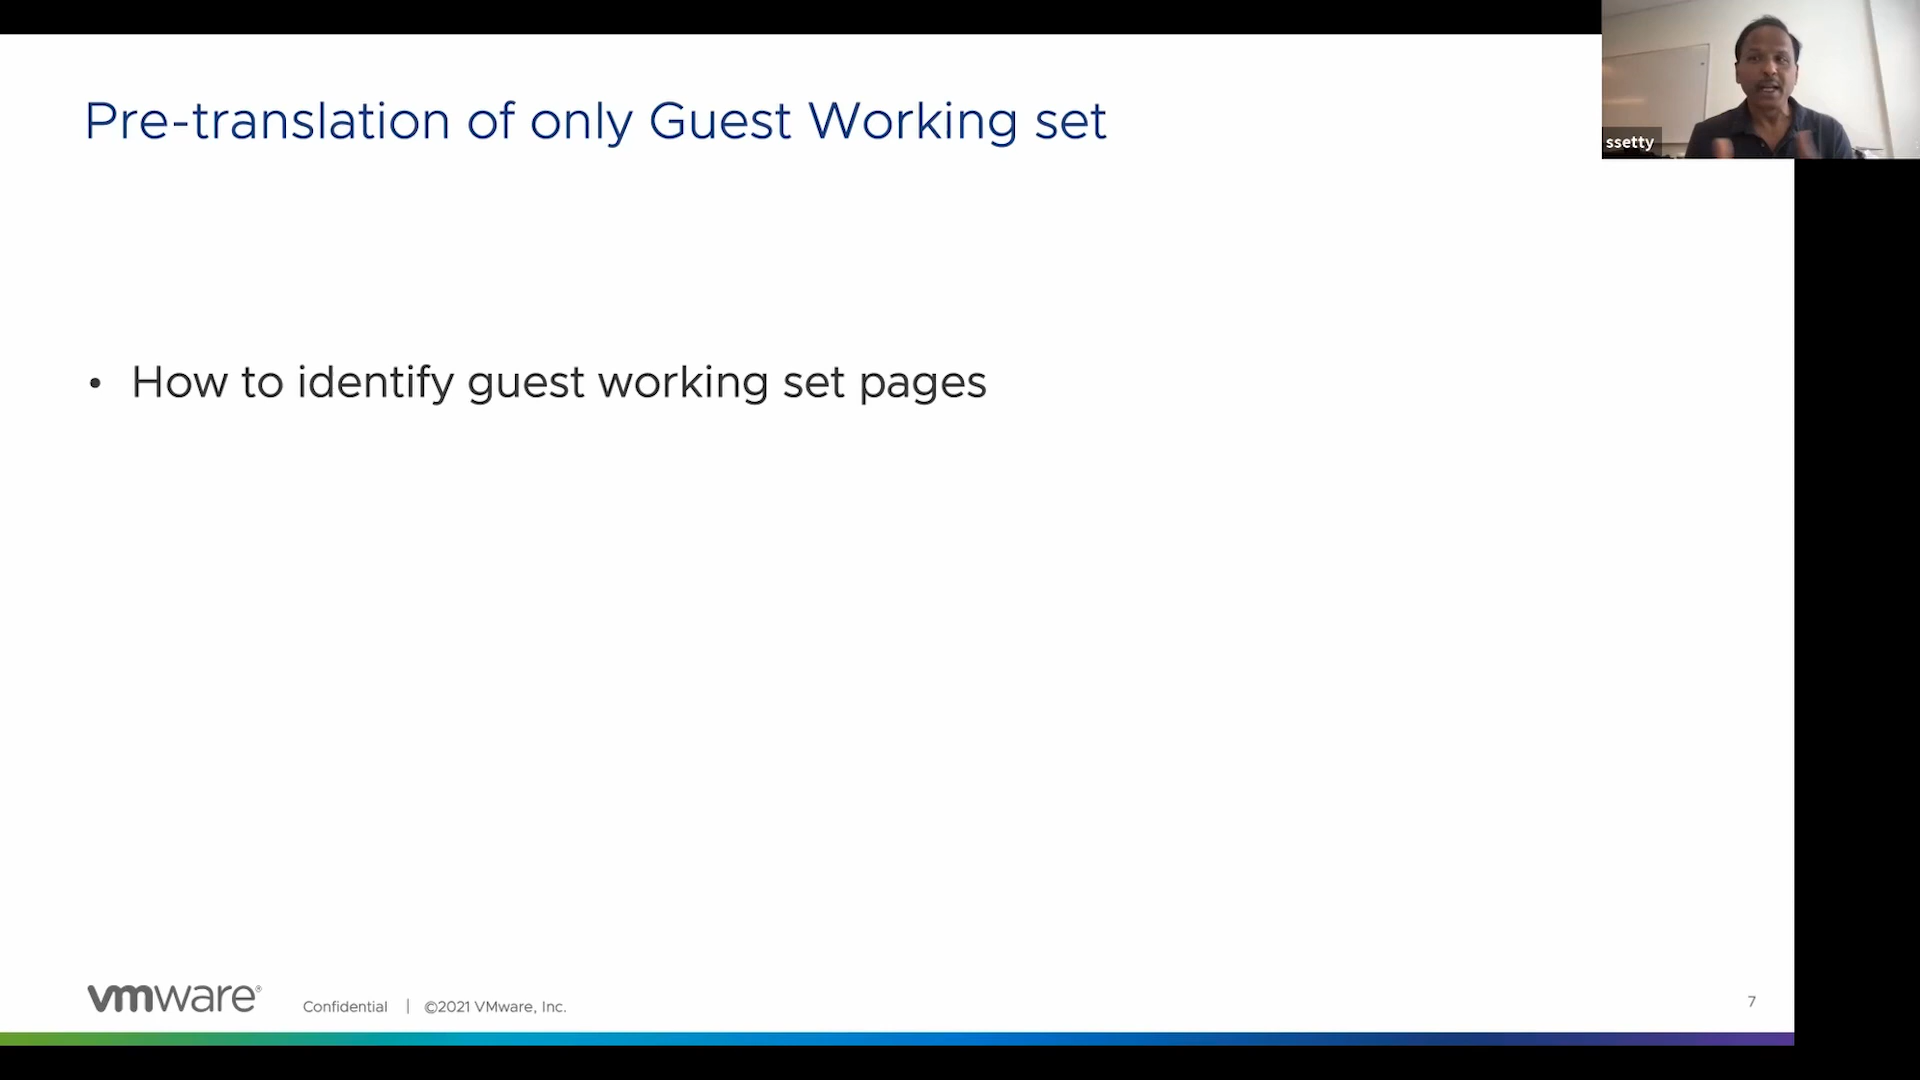 Pre-translation of only Guest Working set
ssetty
• How to identify guest working set pages
vmware® Confidential | ©2021 VMware, Inc.
7